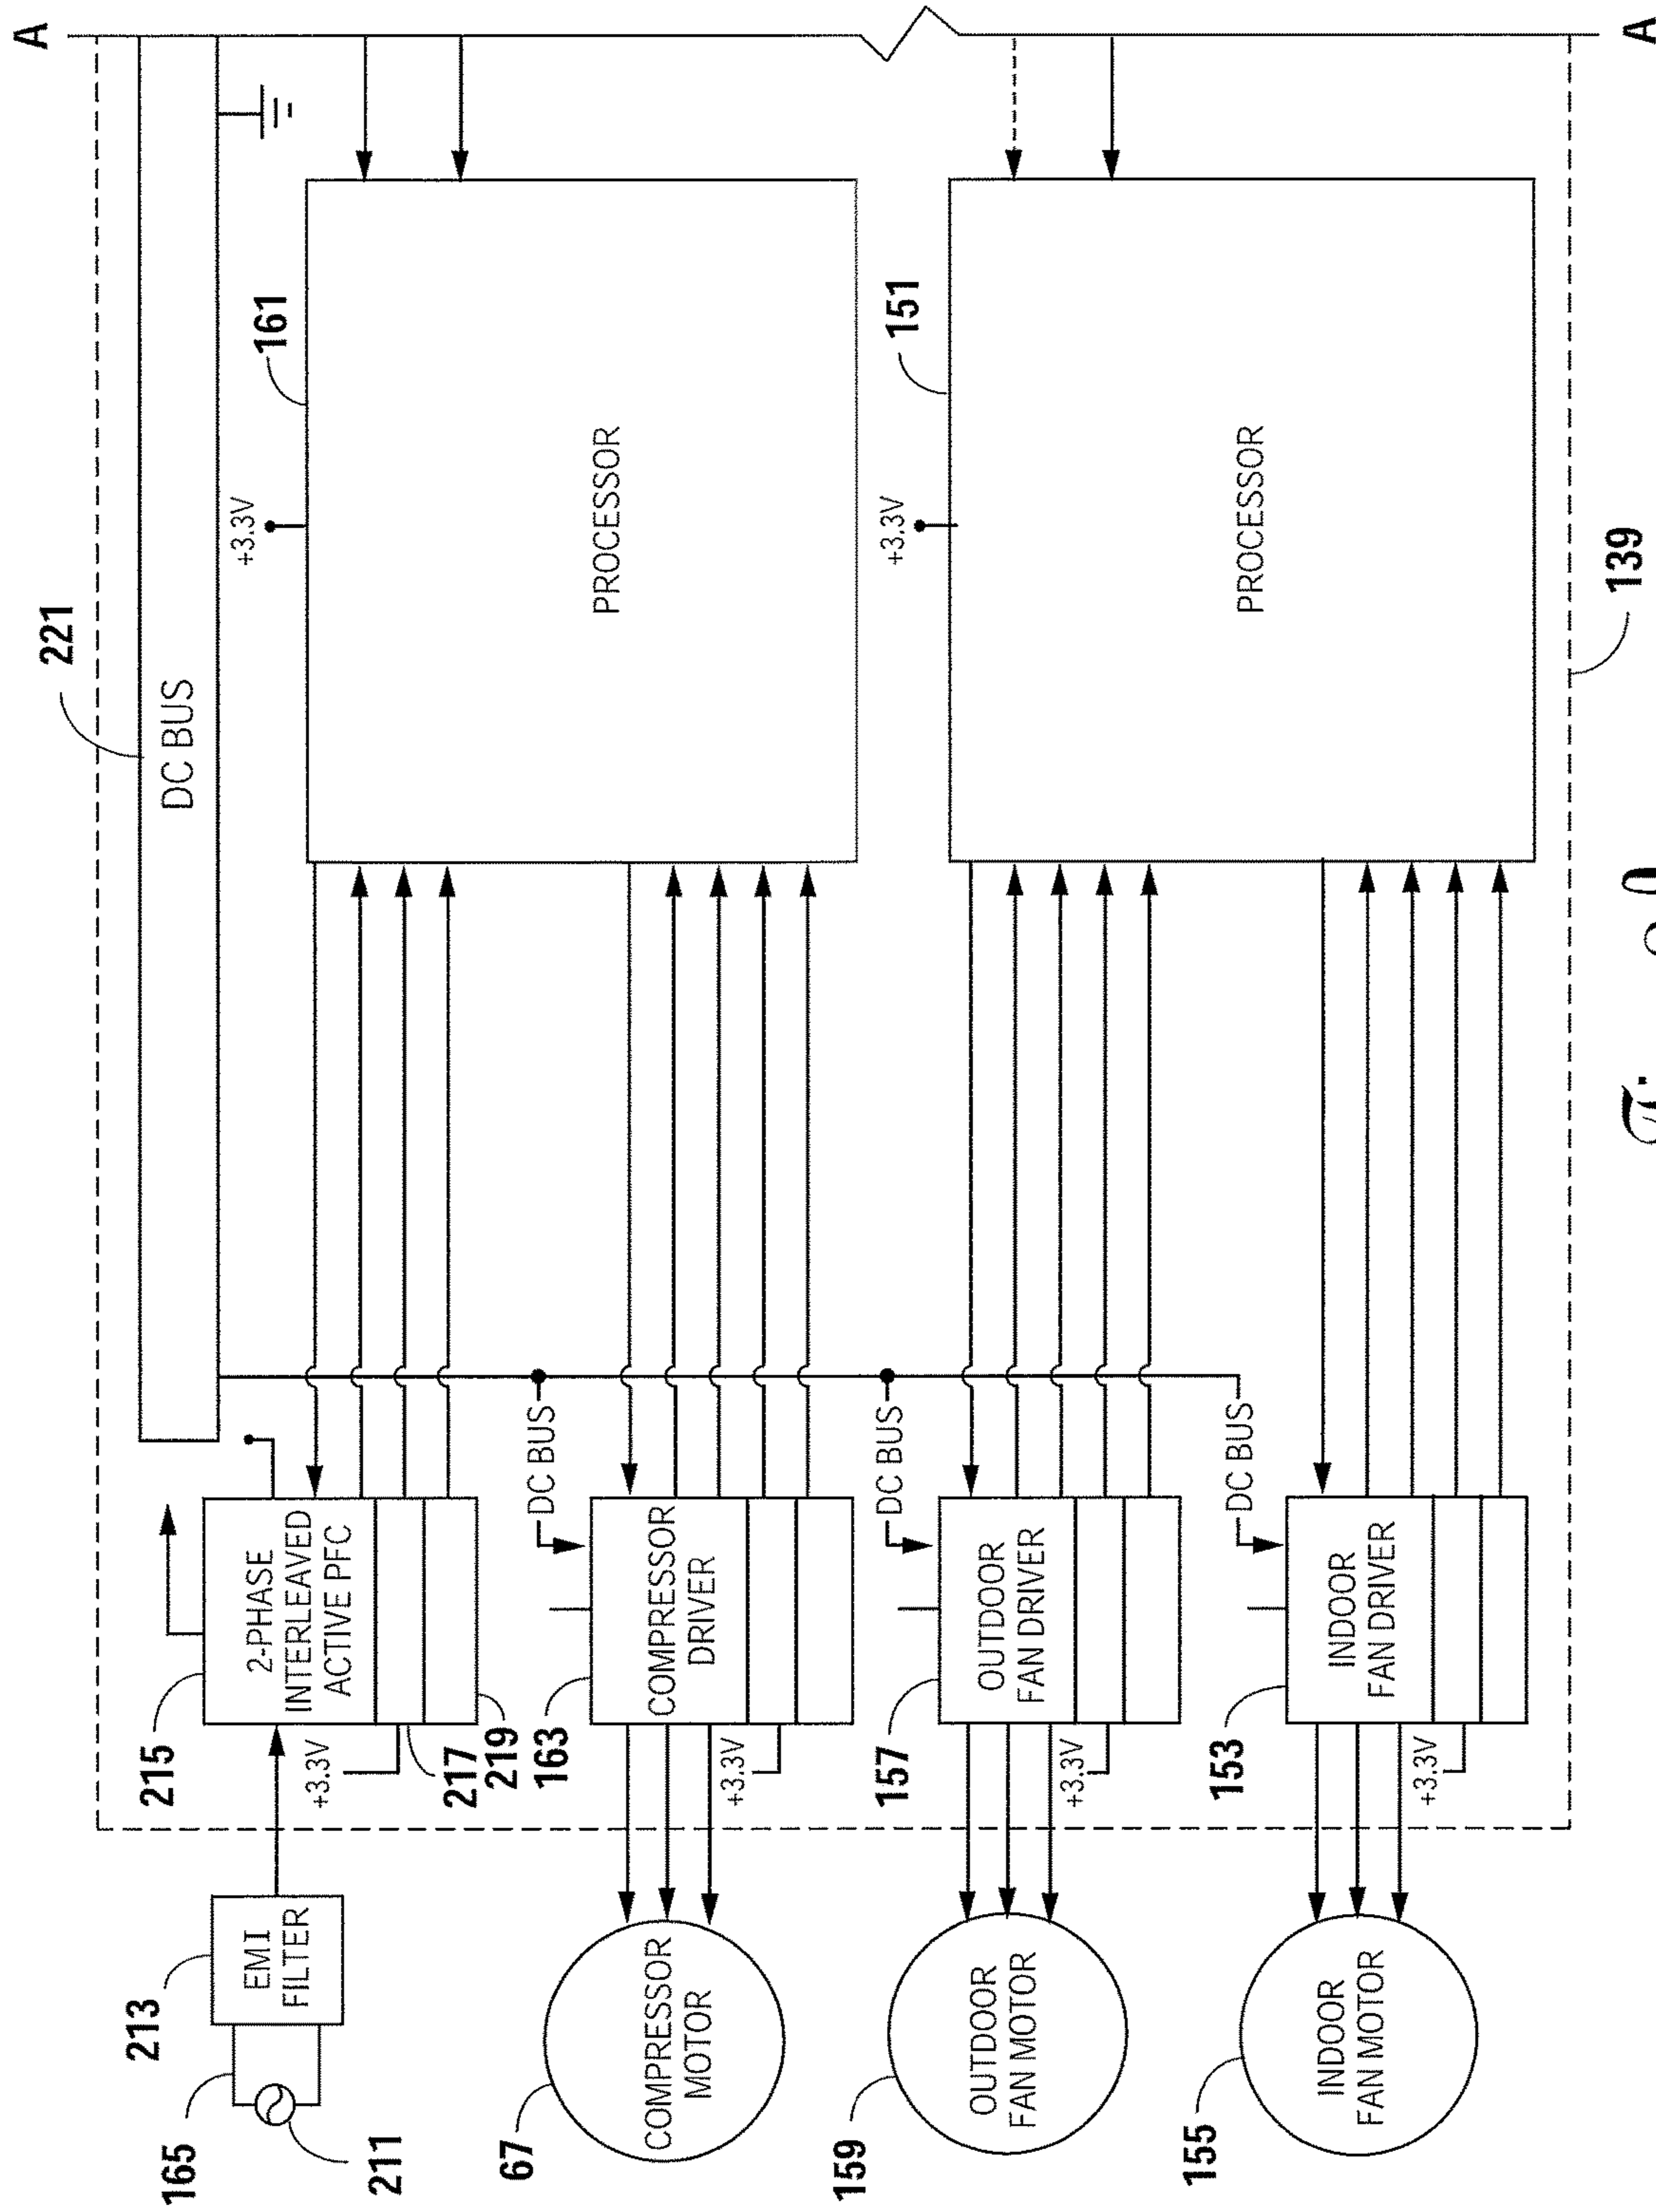 A
221
DC BUS
161
+3.3V
PROCESSOR
151
+3.3V
PROCESSOR
139
A
215
2-PHASE
INTERLEAVED
ACTIVE PFC
+3.3V
217
219
DC BUS
163
COMPRESSOR
DRIVER
+3.3V
DC BUS
157
OUTDOOR
FAN DRIVER
+3.3V
DC BUS
153
INDOOR
FAN DRIVER
+3.3V
213
EMI
FILTER
165
211
67
COMPRESSOR
MOTOR
159
OUTDOOR
FAN MOTOR
155
INDOOR
FAN MOTOR